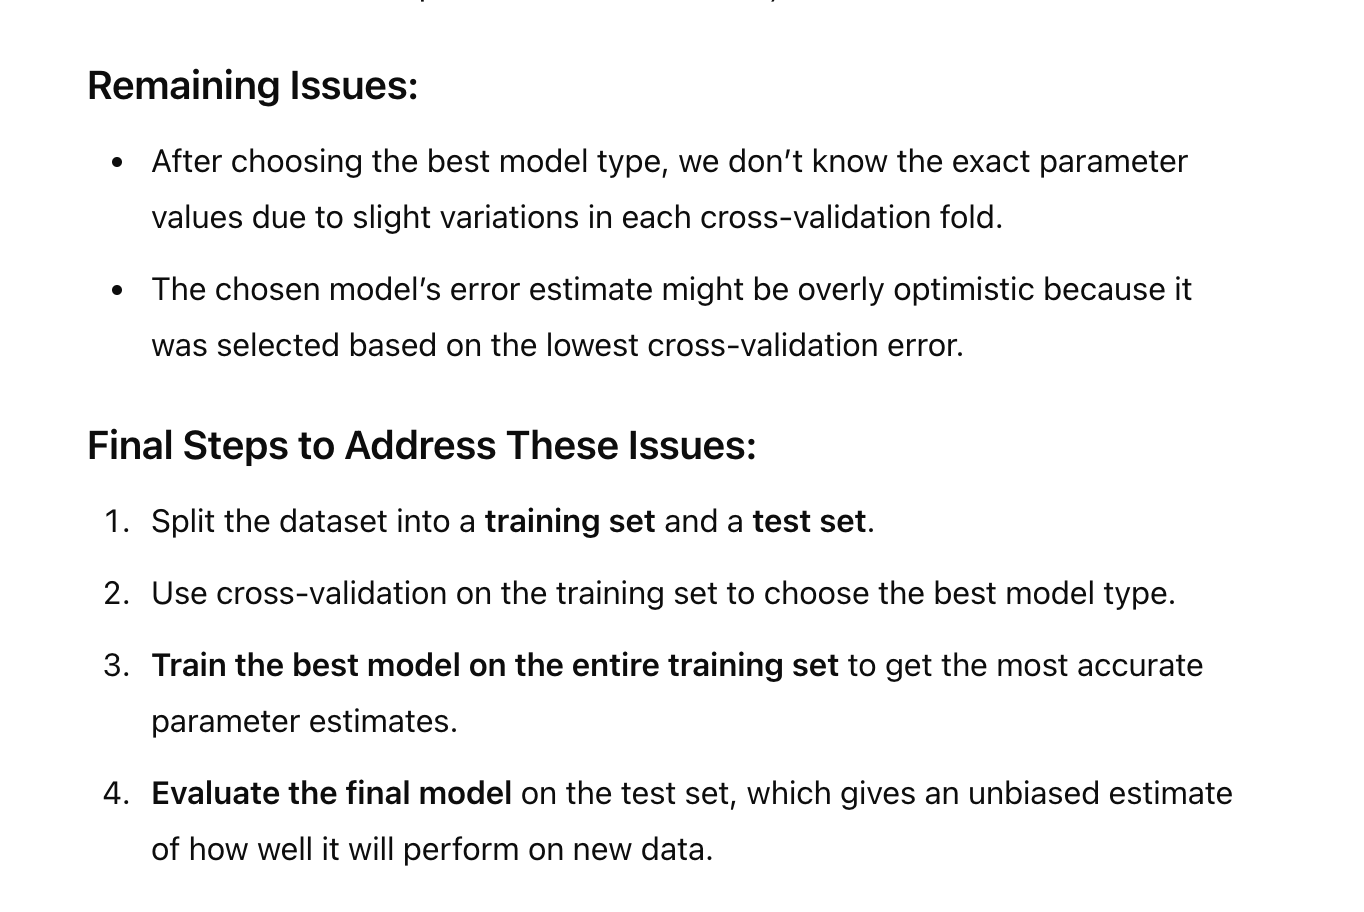 Remaining Issues:
• After choosing the best model type, we don’t know the exact parameter
values due to slight variations in each cross-validation fold.
• The chosen model’s error estimate might be overly optimistic because it
was selected based on the lowest cross-validation error.
Final Steps to Address These Issues:
1. Split the dataset into a training set and a test set.
2. Use cross-validation on the training set to choose the best model type.
3. Train the best model on the entire training set to get the most accurate
parameter estimates.
4. Evaluate the final model on the test set, which gives an unbiased estimate
of how well it will perform on new data.